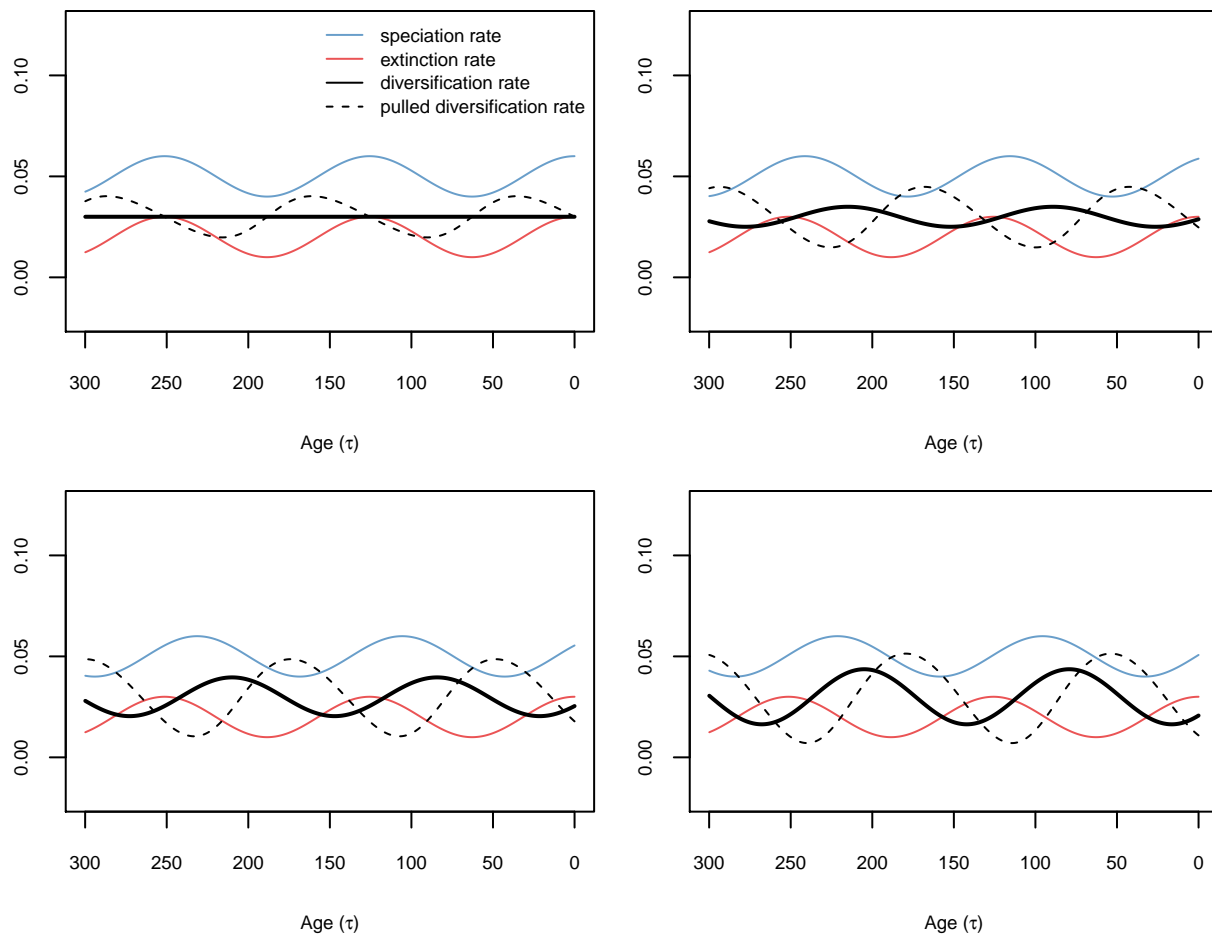 speciation rate
extinction rate
diversification rate
pulled diversification rate
0.10
0.05
0.00
300 250 200 150 100 50 0
Age (τ)
0.10
0.05
0.00
300 250 200 150 100 50 0
Age (τ)
0.10
0.05
0.00
300 250 200 150 100 50 0
Age (τ)
0.10
0.05
0.00
300 250 200 150 100 50 0
Age (τ)